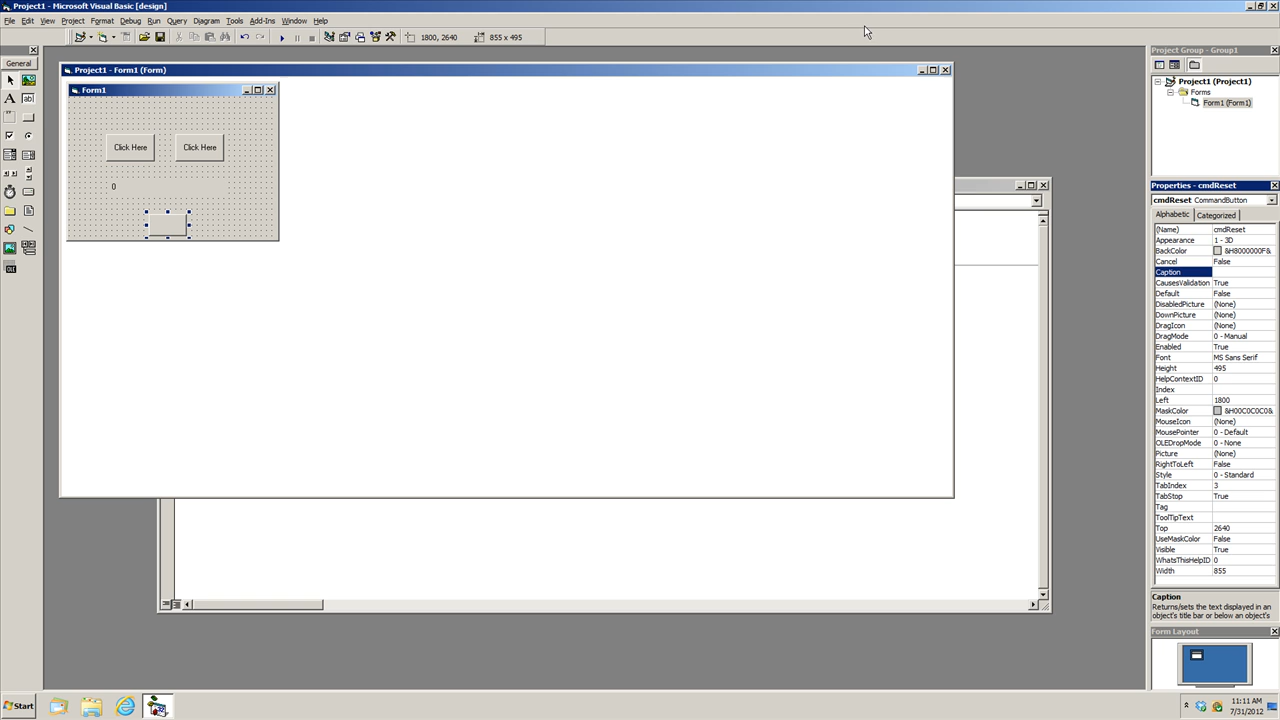 Project1 - Microsoft Visual Basic [design]
File Edit View Project Format Debug Run Query Diagram Tools Add-Ins Window Help
1800, 2640 855 x 495
General
Project1 - Form1 (Form)
Form1
Click Here Click Here
0
Project Group - Group1
Project1 (Project1)
Forms
Form1 (Form1)
Properties - cmdReset
cmdReset CommandButton
Alphabetic Categorized
(Name) cmdReset
Appearance 1 - 3D
BackColor &H8000000F&
Cancel False
Caption
CausesValidation True
Default False
DisabledPicture (None)
DownPicture (None)
DragIcon (None)
DragMode 0 - Manual
Enabled True
Font MS Sans Serif
Height 495
HelpContextID 0
Index
Left 1800
MaskColor &H00C0C0C0&
MouseIcon (None)
MousePointer 0 - Default
OLEDropMode 0 - None
Picture (None)
RightToLeft False
Style 0 - Standard
TabIndex 3
TabStop True
Tag
ToolTipText
Top 2640
UseMaskColor False
Visible True
WhatsThisHelpID 0
Width 855
Caption
Returns/sets the text displayed in an
object's title bar or below an object's
Form Layout
Start
11:11 AM
7/31/2012